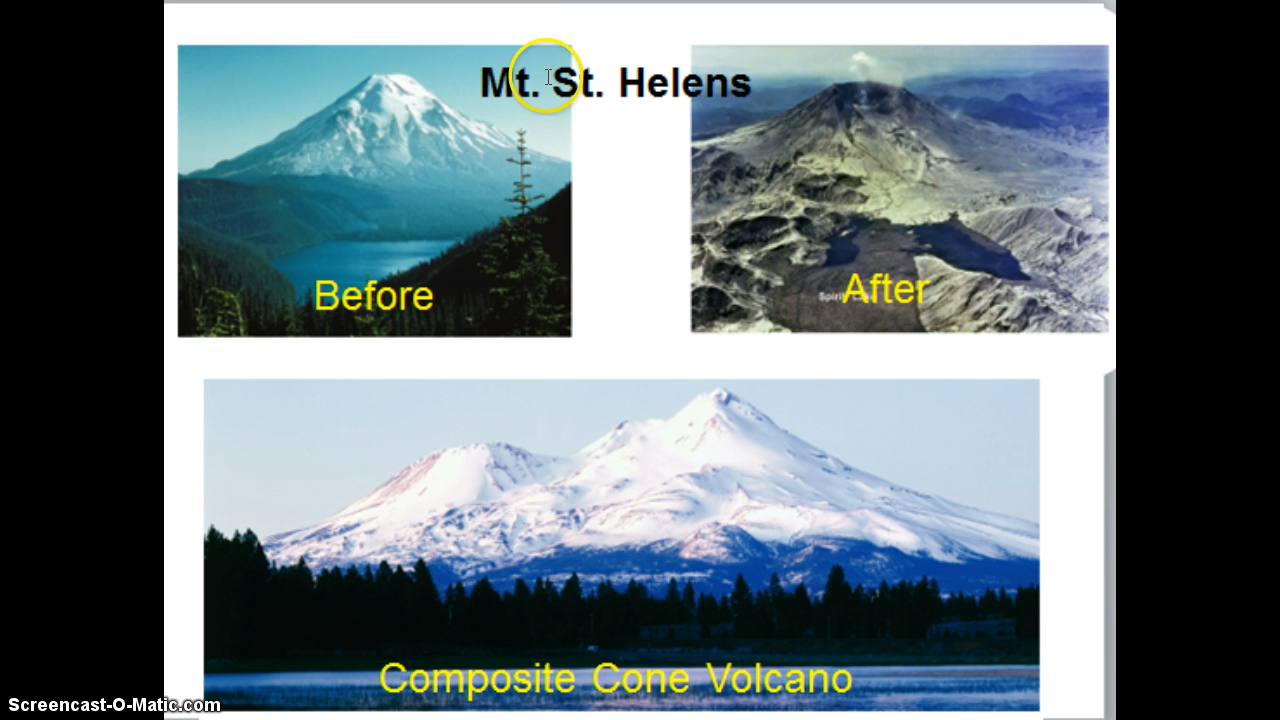 Mt. St. Helens
Before
After
Composite Cone Volcano
Screencast-O-Matic.com